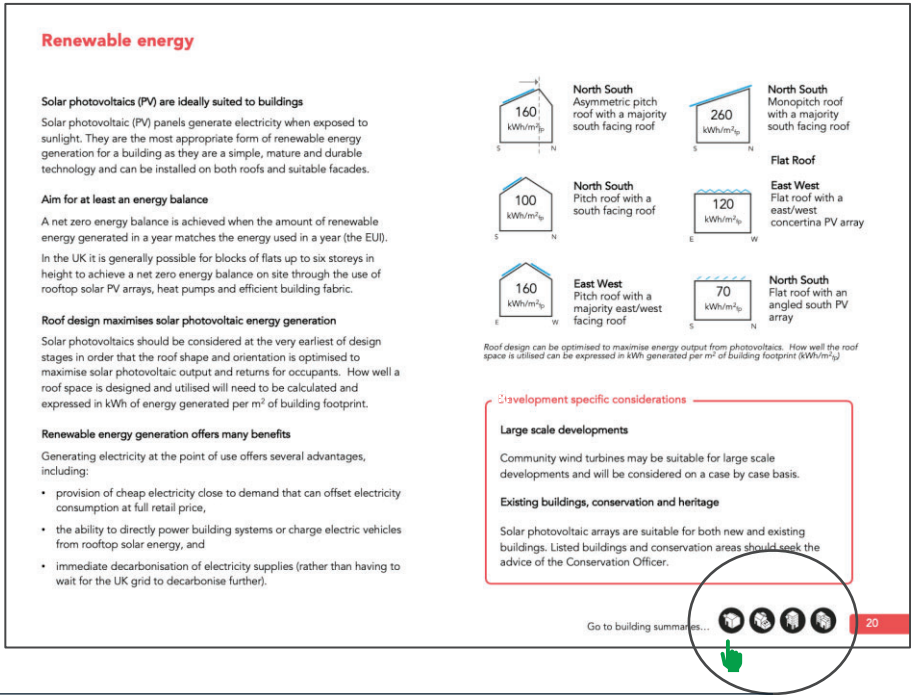 Renewable energy
Solar photovoltaics (PV) are ideally suited to buildings
Solar photovoltaic (PV) panels generate electricity when exposed to
sunlight. They are the most appropriate form of renewable energy
generation for a building as they are a simple, mature and durable
technology and can be installed on both roofs and suitable facades.
Aim for at least an energy balance
A net zero energy balance is achieved when the amount of renewable
energy generated in a year matches the energy used in a year (the EUI).
In the UK it is generally possible for blocks of flats up to six storeys in
height to achieve a net zero energy balance on site through the use of
rooftop solar PV arrays, heat pumps and efficient building fabric.
Roof design maximises solar photovoltaic energy generation
Solar photovoltaics should be considered at the very earliest of design
stages in order that the roof shape and orientation is optimised to
maximise solar photovoltaic output and returns for occupants. How well a
roof space is designed and utilised will need to be calculated and
expressed in kWh of energy generated per m² of building footprint.
Renewable energy generation offers many benefits
Generating electricity at the point of use offers several advantages,
including:
• provision of cheap electricity close to demand that can offset electricity
consumption at full retail price,
• the ability to directly power building systems or charge electric vehicles
from rooftop solar energy, and
• immediate decarbonisation of electricity supplies (rather than having to
wait for the UK grid to decarbonise further).
160
kWh/m²fp
S N
North South
Asymmetric pitch
roof with a majority
south facing roof
260
kWh/m²fp
S N
North South
Monopitch roof
with a majority
south facing roof
100
kWh/m²fp
S N
North South
Pitch roof with a
south facing roof
Flat Roof
120
kWh/m²fp
E W
East West
Flat roof with a
east/west
concertina PV array
160
kWh/m²fp
E W
East West
Pitch roof with a
majority east/west
facing roof
70
kWh/m²fp
S N
North South
Flat roof with an
angled south PV
array
Roof design can be optimised to maximise energy output from photovoltaics. How well the roof
space is utilised can be expressed in kWh generated per m² of building footprint (kWh/m²fp)
Development specific considerations
Large scale developments
Community wind turbines may be suitable for large scale
developments and will be considered on a case by case basis.
Existing buildings, conservation and heritage
Solar photovoltaic arrays are suitable for both new and existing
buildings. Listed buildings and conservation areas should seek the
advice of the Conservation Officer.
Go to building summaries...
20